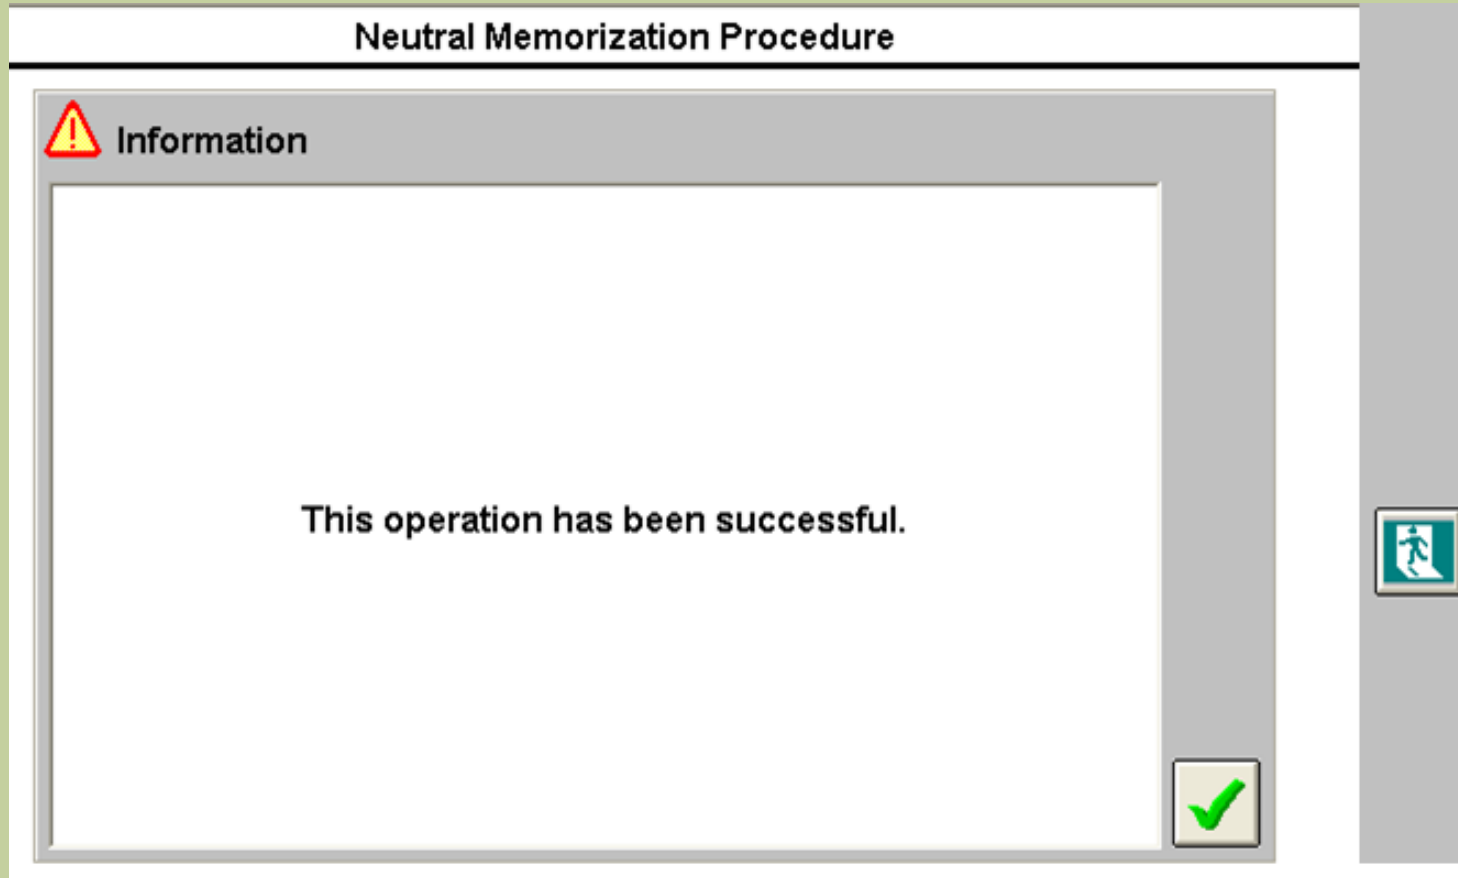 Neutral Memorization Procedure
Information
This operation has been successful.